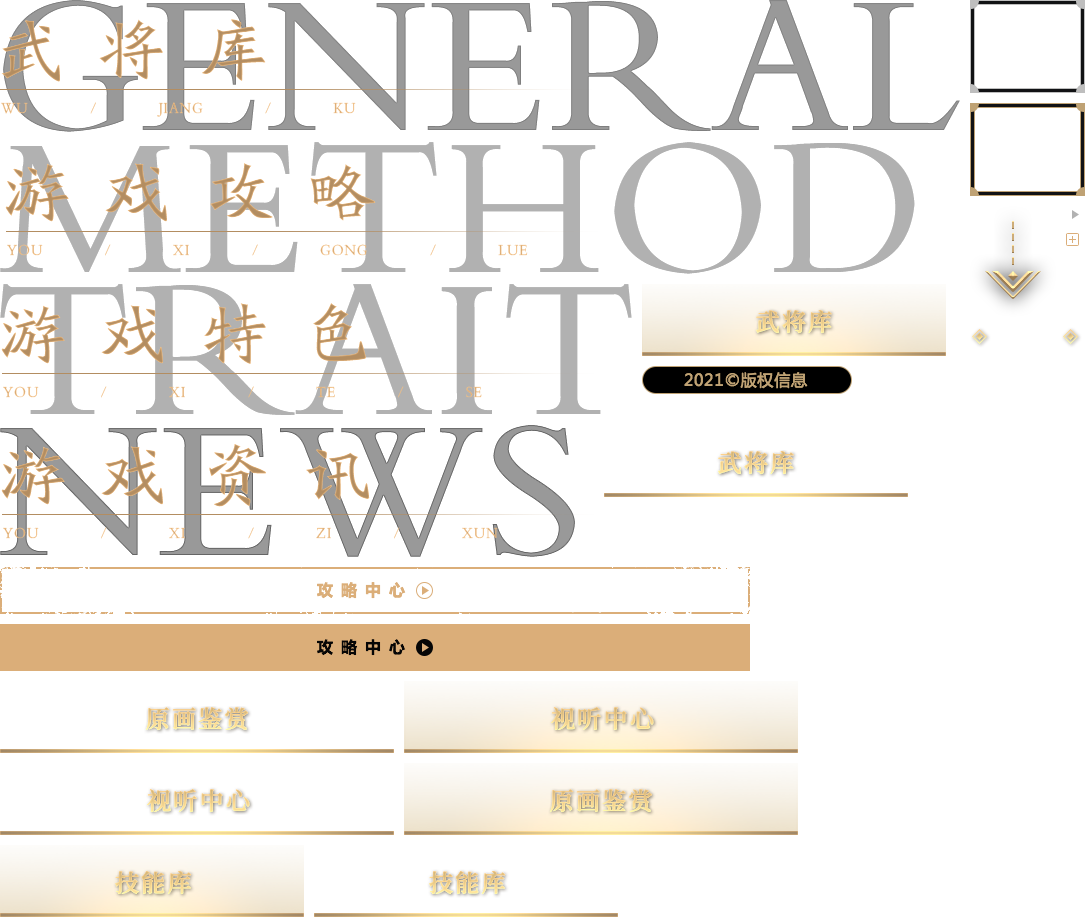 GENERAL
武将库
WU / JIANG / KU
METHOD
游戏攻略
YOU / XI / GONG / LUE
TRAIT
游戏特色
YOU / XI / TE / SE
武将库
2021©版权信息
NEWS
游戏资讯
YOU / XI / ZI / XUN
武将库
攻略中心
攻略中心
原画鉴赏
视听中心
视听中心
原画鉴赏
技能库
技能库